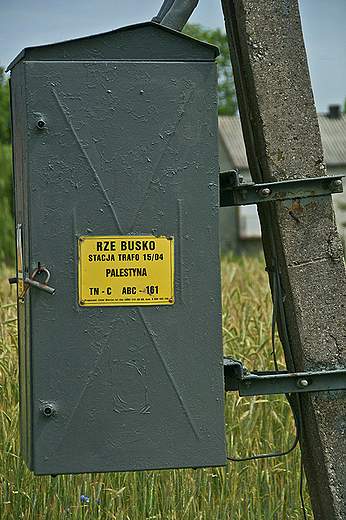 RZE BUSKO
STACJA TRAFO 15/04
PALESTYNA
TN - C ABC - 161